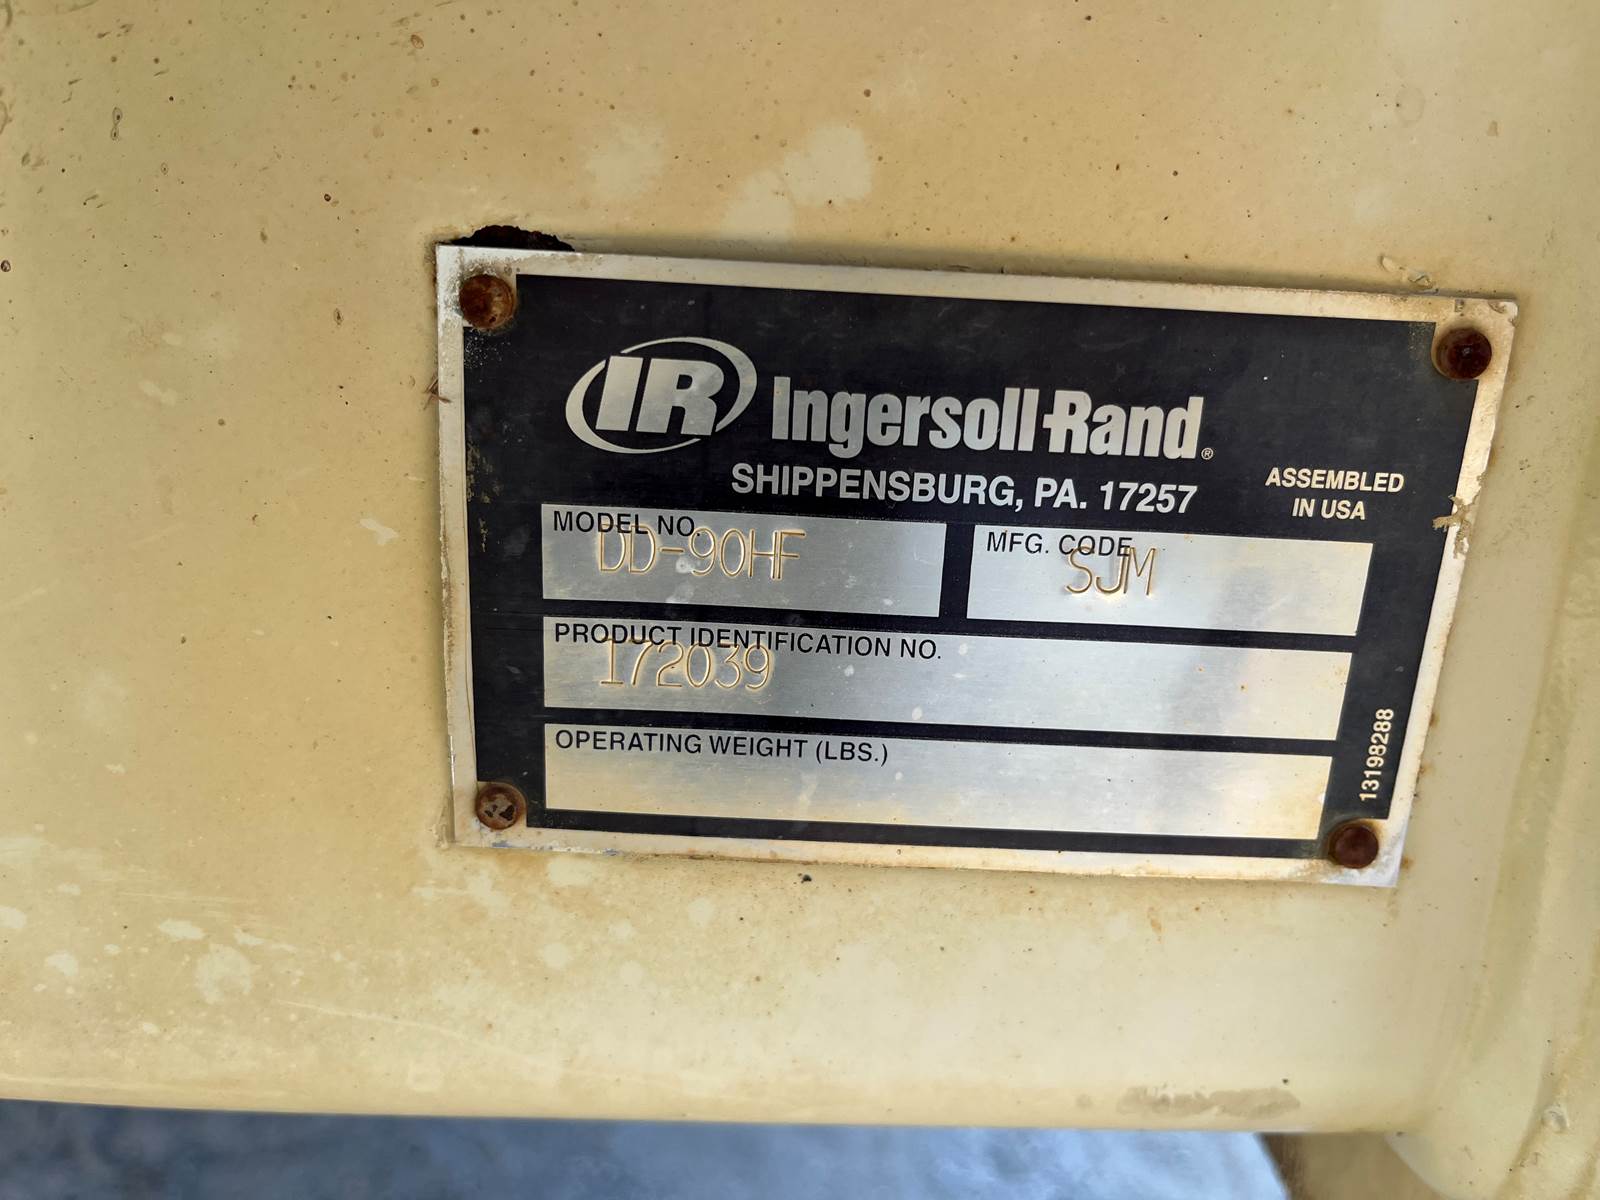 IR Ingersoll-Rand®
SHIPPENSBURG, PA. 17257
ASSEMBLED
IN USA
MODEL NO.
DD-90HF
MFG. CODE
SJM
PRODUCT IDENTIFICATION NO.
172039
OPERATING WEIGHT (LBS.)
13198288